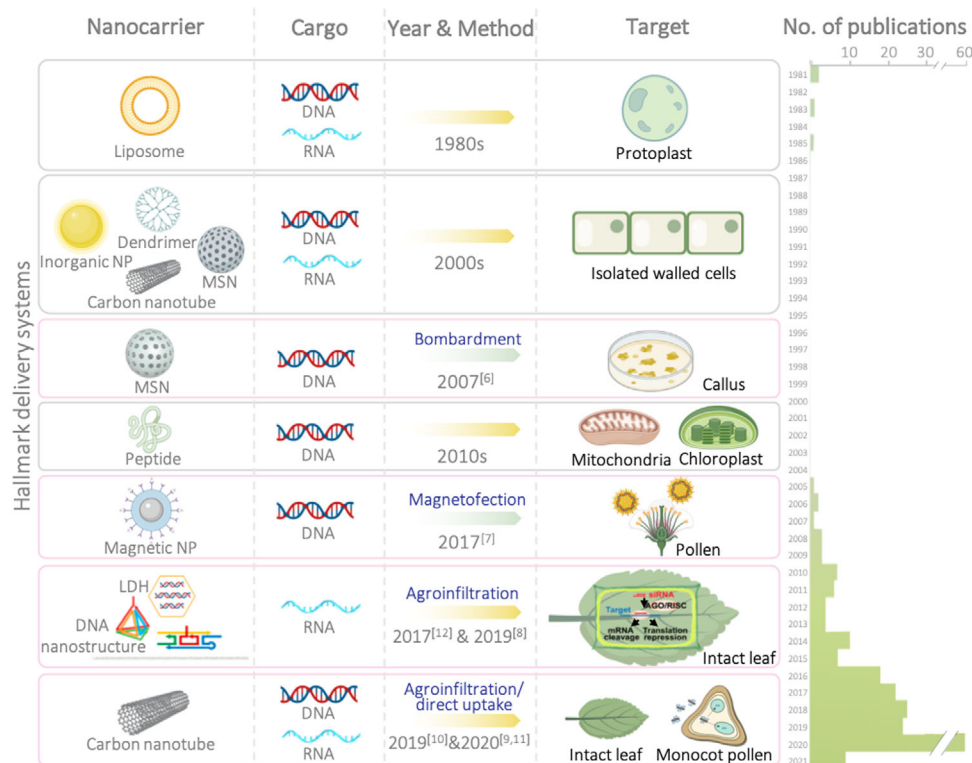 Nanocarrier
Cargo
Year & Method
Target
No. of publications
10
20
30
60
Hallmark delivery systems
Liposome
DNA
RNA
1980s
Protoplast
Inorganic NP
Dendrimer
MSN
Carbon nanotube
DNA
RNA
2000s
Isolated walled cells
MSN
DNA
Bombardment
2007[6]
Callus
Peptide
DNA
2010s
Mitochondria
Chloroplast
Magnetic NP
DNA
Magnetofection
2017[7]
Pollen
LDH
DNA
nanostructure
RNA
Agroinfiltration
2017[12] & 2019[8]
siRNA
AGO/RISC
Target
mRNA
cleavage
Translation
repression
Intact leaf
Carbon nanotube
DNA
RNA
Agroinfiltration/
direct uptake
2019[10]&2020[9,11]
Intact leaf
Monocot pollen
1981
1982
1983
1984
1985
1986
1987
1988
1989
1990
1991
1992
1993
1994
1995
1996
1997
1998
1999
2000
2001
2002
2003
2004
2005
2006
2007
2008
2009
2010
2011
2012
2013
2014
2015
2016
2017
2018
2019
2020
2021